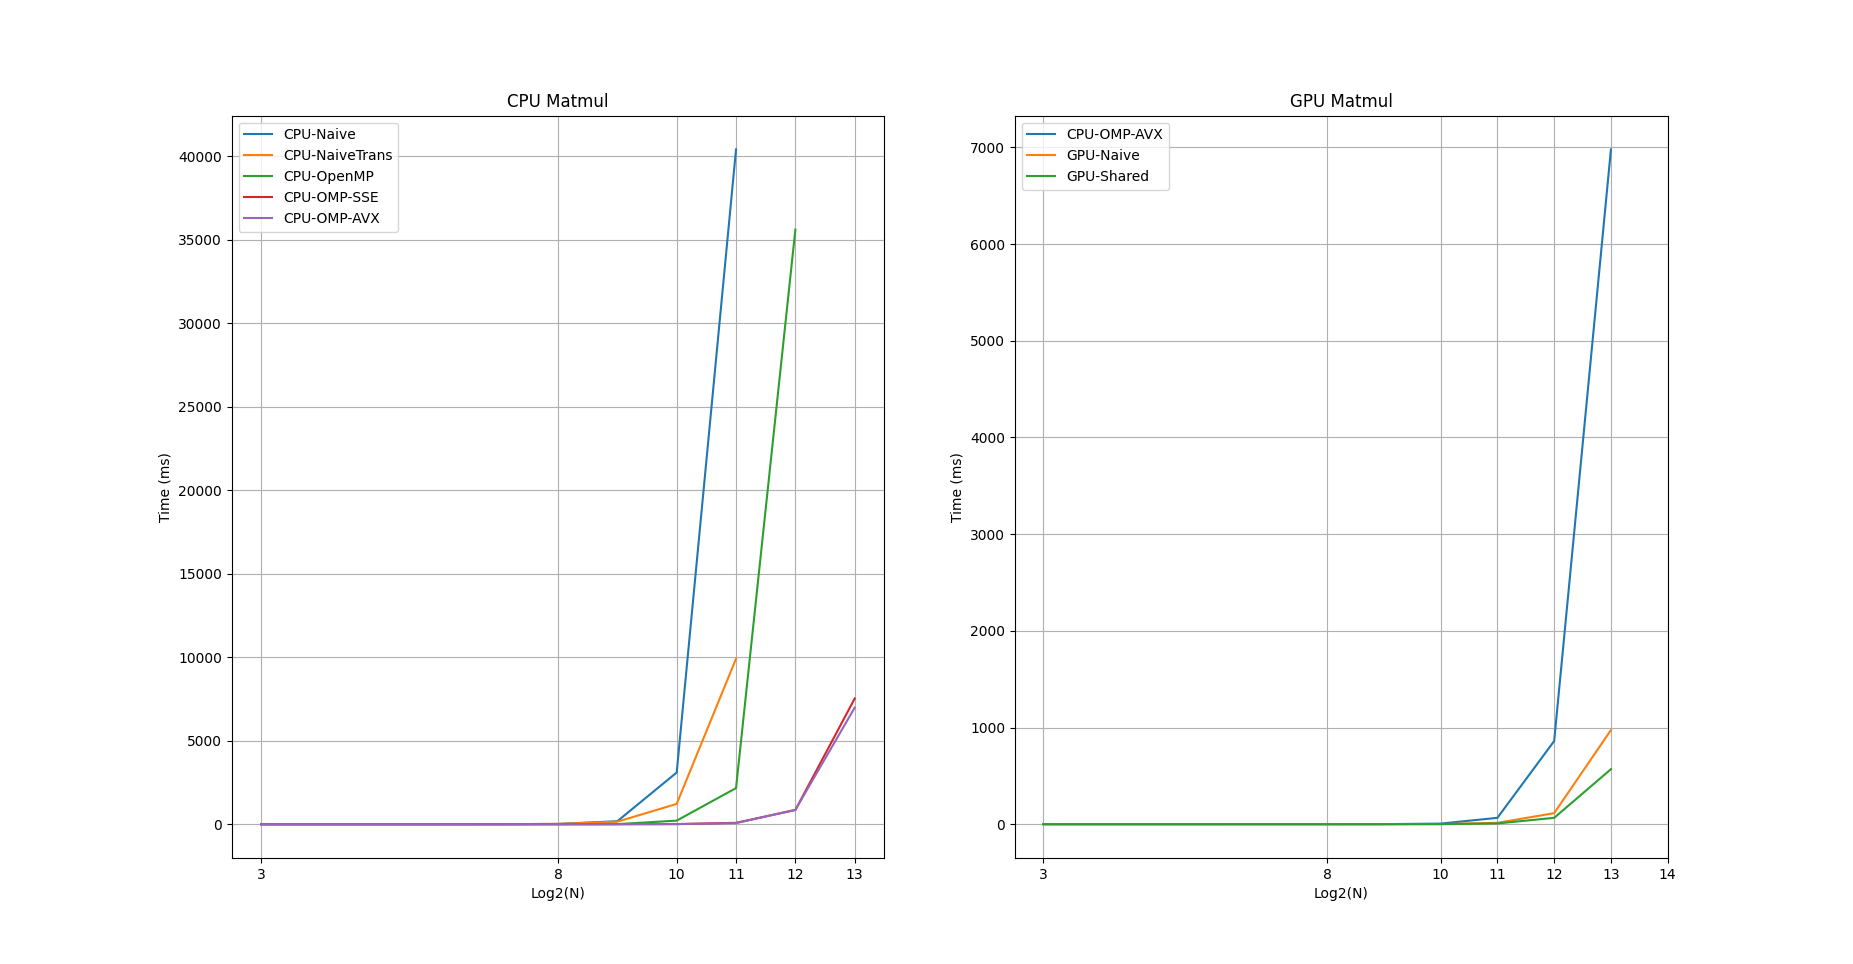 CPU Matmul
CPU-Naive
CPU-NaiveTrans
CPU-OpenMP
CPU-OMP-SSE
CPU-OMP-AVX
40000
35000
30000
25000
20000
15000
10000
5000
0
Time (ms)
3 8 10 11 12 13
Log2(N)
GPU Matmul
CPU-OMP-AVX
GPU-Naive
GPU-Shared
7000
6000
5000
4000
3000
2000
1000
0
Time (ms)
3 8 10 11 12 13 14
Log2(N)